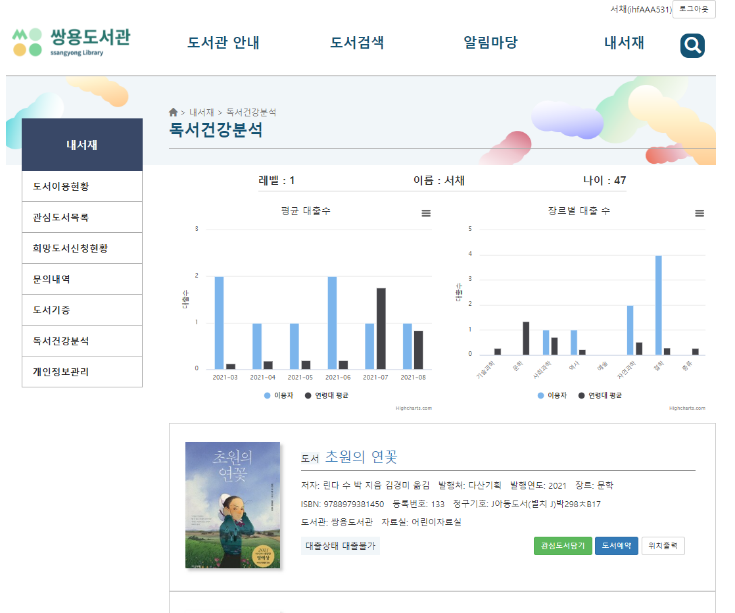 서채(ihfAAA531) 로그아웃
쌍용도서관
ssangyong Library
도서관 안내 도서검색 알림마당 내서재
> 내서재 > 독서건강분석
독서건강분석
내서재
도서이용현황
관심도서목록
희망도서신청현황
문의내역
도서기증
독서건강분석
개인정보관리
레벨 : 1 이름 : 서채 나이 : 47
평균 대출수
대출수
3
2
1
0
2021-03 2021-04 2021-05 2021-06 2021-07 2021-08
이용자 연령대 평균
Highcharts.com
장르별 대출 수
대출수
5
4
3
2
1
0
기술과학 문학 사회과학 역사 예술 자연과학 철학 종류
이용자 연령대 평균
Highcharts.com
초원의
연꽃
도서 초원의 연꽃
저자: 린다 수 박 지음 김경미 옮김 발행처: 다산기획 발행연도: 2021 장르: 문학
ISBN: 9788979381450 등록번호: 133 청구기호: J아동도서(별치 J)박298ㅊB17
도서관: 쌍용도서관 자료실: 어린이자료실
대출상태 대출불가
관심도서담기 도서예약 위치출력